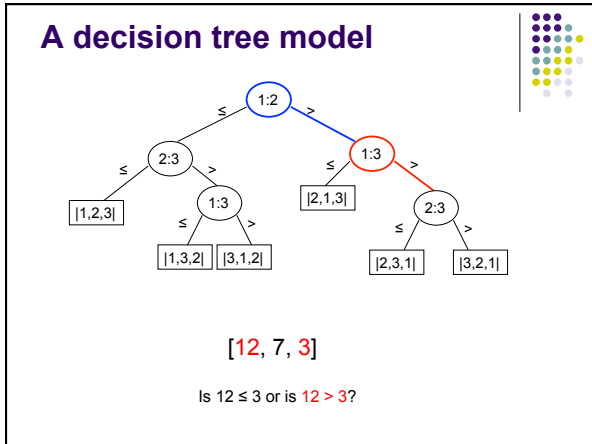 A decision tree model
1:2
≤ >
2:3 1:3
≤ > ≤ >
|1,2,3| 1:3 |2,1,3| 2:3
≤ > ≤ >
|1,3,2| |3,1,2| |2,3,1| |3,2,1|
[12, 7, 3]
Is 12 ≤ 3 or is 12 > 3?